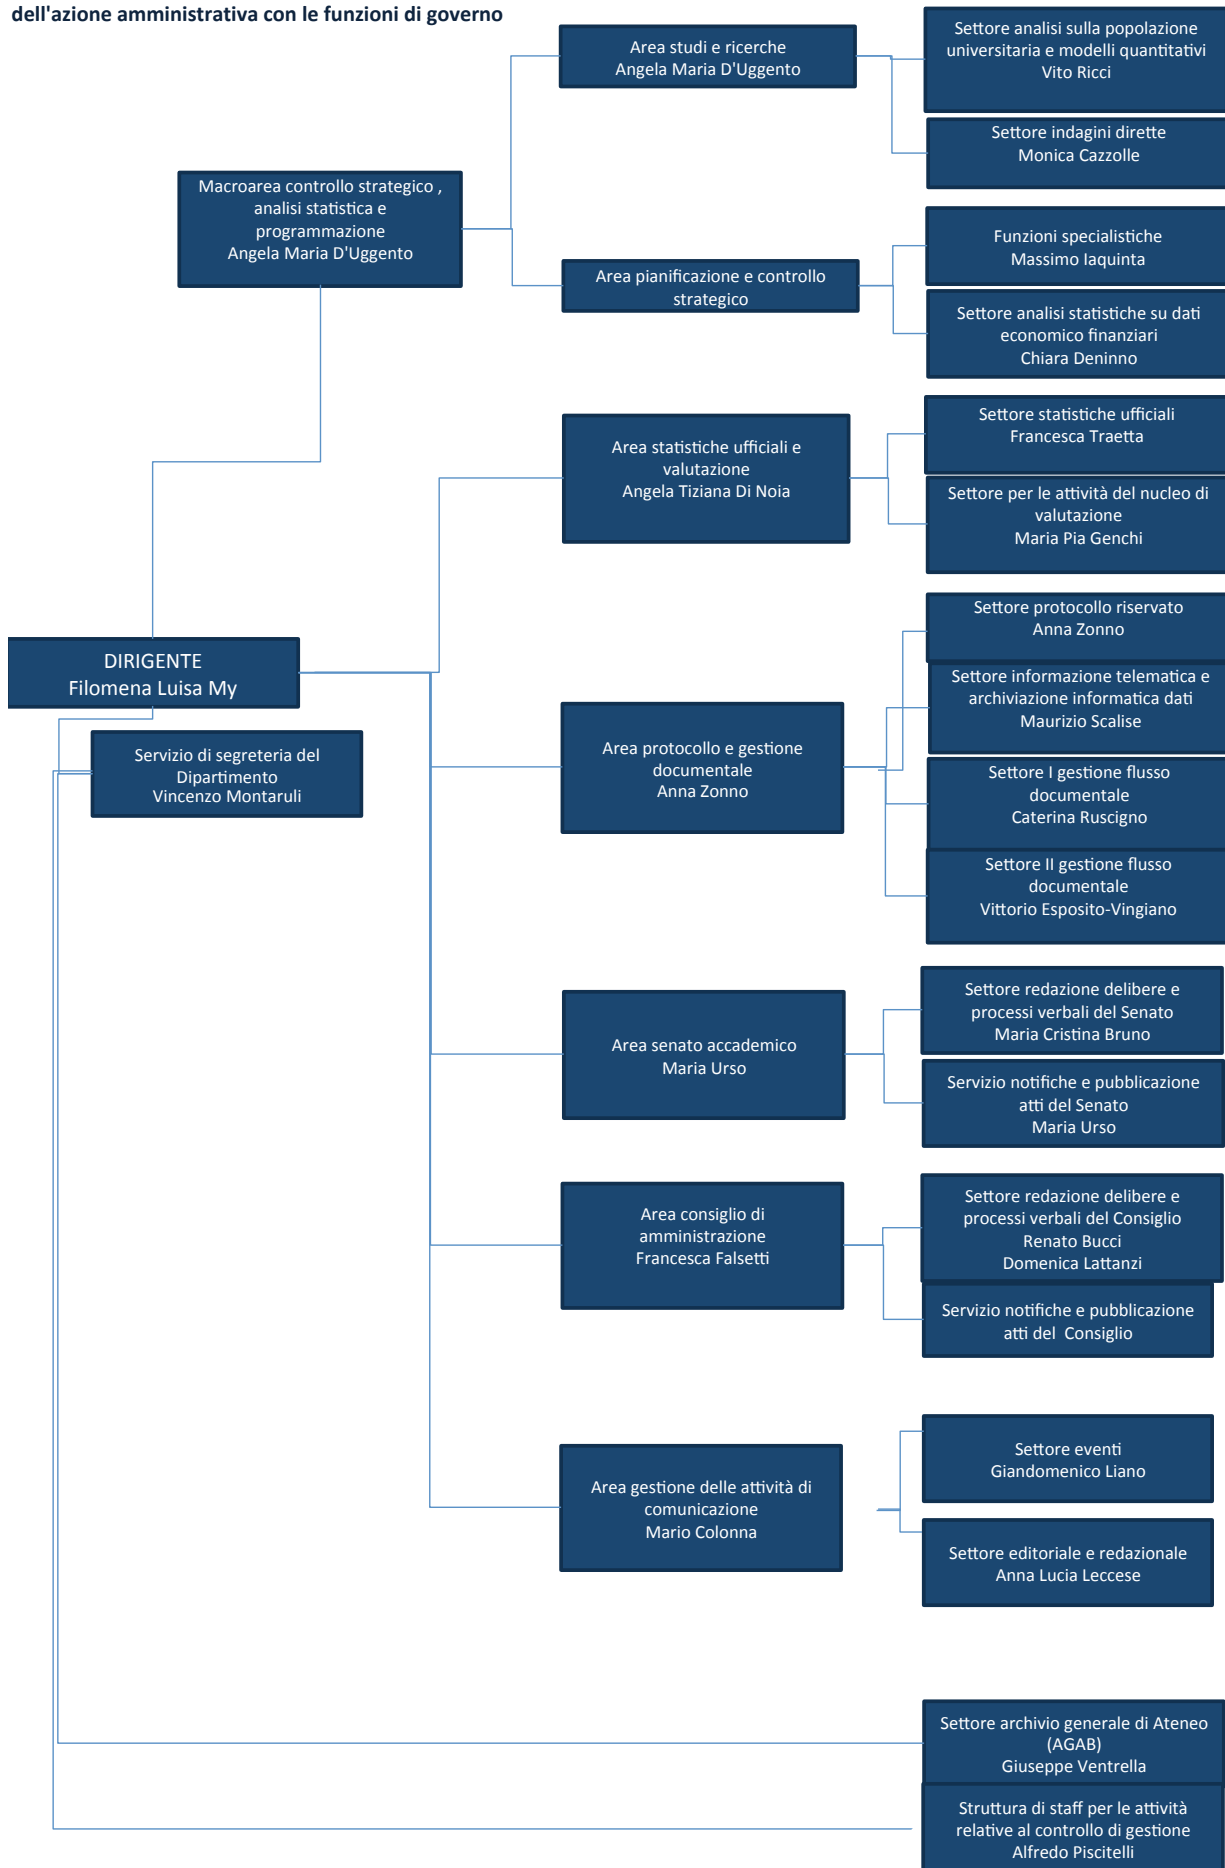 dell'azione amministrativa con le funzioni di governo
Area studi e ricerche
Angela Maria D'Uggento
Settore analisi sulla popolazione
universitaria e modelli quantitativi
Vito Ricci
Settore indagini dirette
Monica Cazzolle
Macroarea controllo strategico ,
analisi statistica e
programmazione
Angela Maria D'Uggento
Funzioni specialistiche
Massimo Iaquinta
Area pianificazione e controllo
strategico
Settore analisi statistiche su dati
economico finanziari
Chiara Deninno
Area statistiche ufficiali e
valutazione
Angela Tiziana Di Noia
Settore statistiche ufficiali
Francesca Traetta
Settore per le attività del nucleo di
valutazione
Maria Pia Genchi
DIRIGENTE
Filomena Luisa My
Servizio di segreteria del
Dipartimento
Vincenzo Montaruli
Area protocollo e gestione
documentale
Anna Zonno
Settore protocollo riservato
Anna Zonno
Settore informazione telematica e
archiviazione informatica dati
Maurizio Scalise
Settore I gestione flusso
documentale
Caterina Ruscigno
Settore II gestione flusso
documentale
Vittorio Esposito-Vingiano
Area senato accademico
Maria Urso
Settore redazione delibere e
processi verbali del Senato
Maria Cristina Bruno
Servizio notifiche e pubblicazione
atti del Senato
Maria Urso
Area consiglio di
amministrazione
Francesca Falsetti
Settore redazione delibere e
processi verbali del Consiglio
Renato Bucci
Domenica Lattanzi
Servizio notifiche e pubblicazione
atti del  Consiglio
Area gestione delle attività di
comunicazione
Mario Colonna
Settore eventi
Giandomenico Liano
Settore editoriale e redazionale
Anna Lucia Leccese
Settore archivio generale di Ateneo
(AGAB)
Giuseppe Ventrella
Struttura di staff per le attività
relative al controllo di gestione
Alfredo Piscitelli